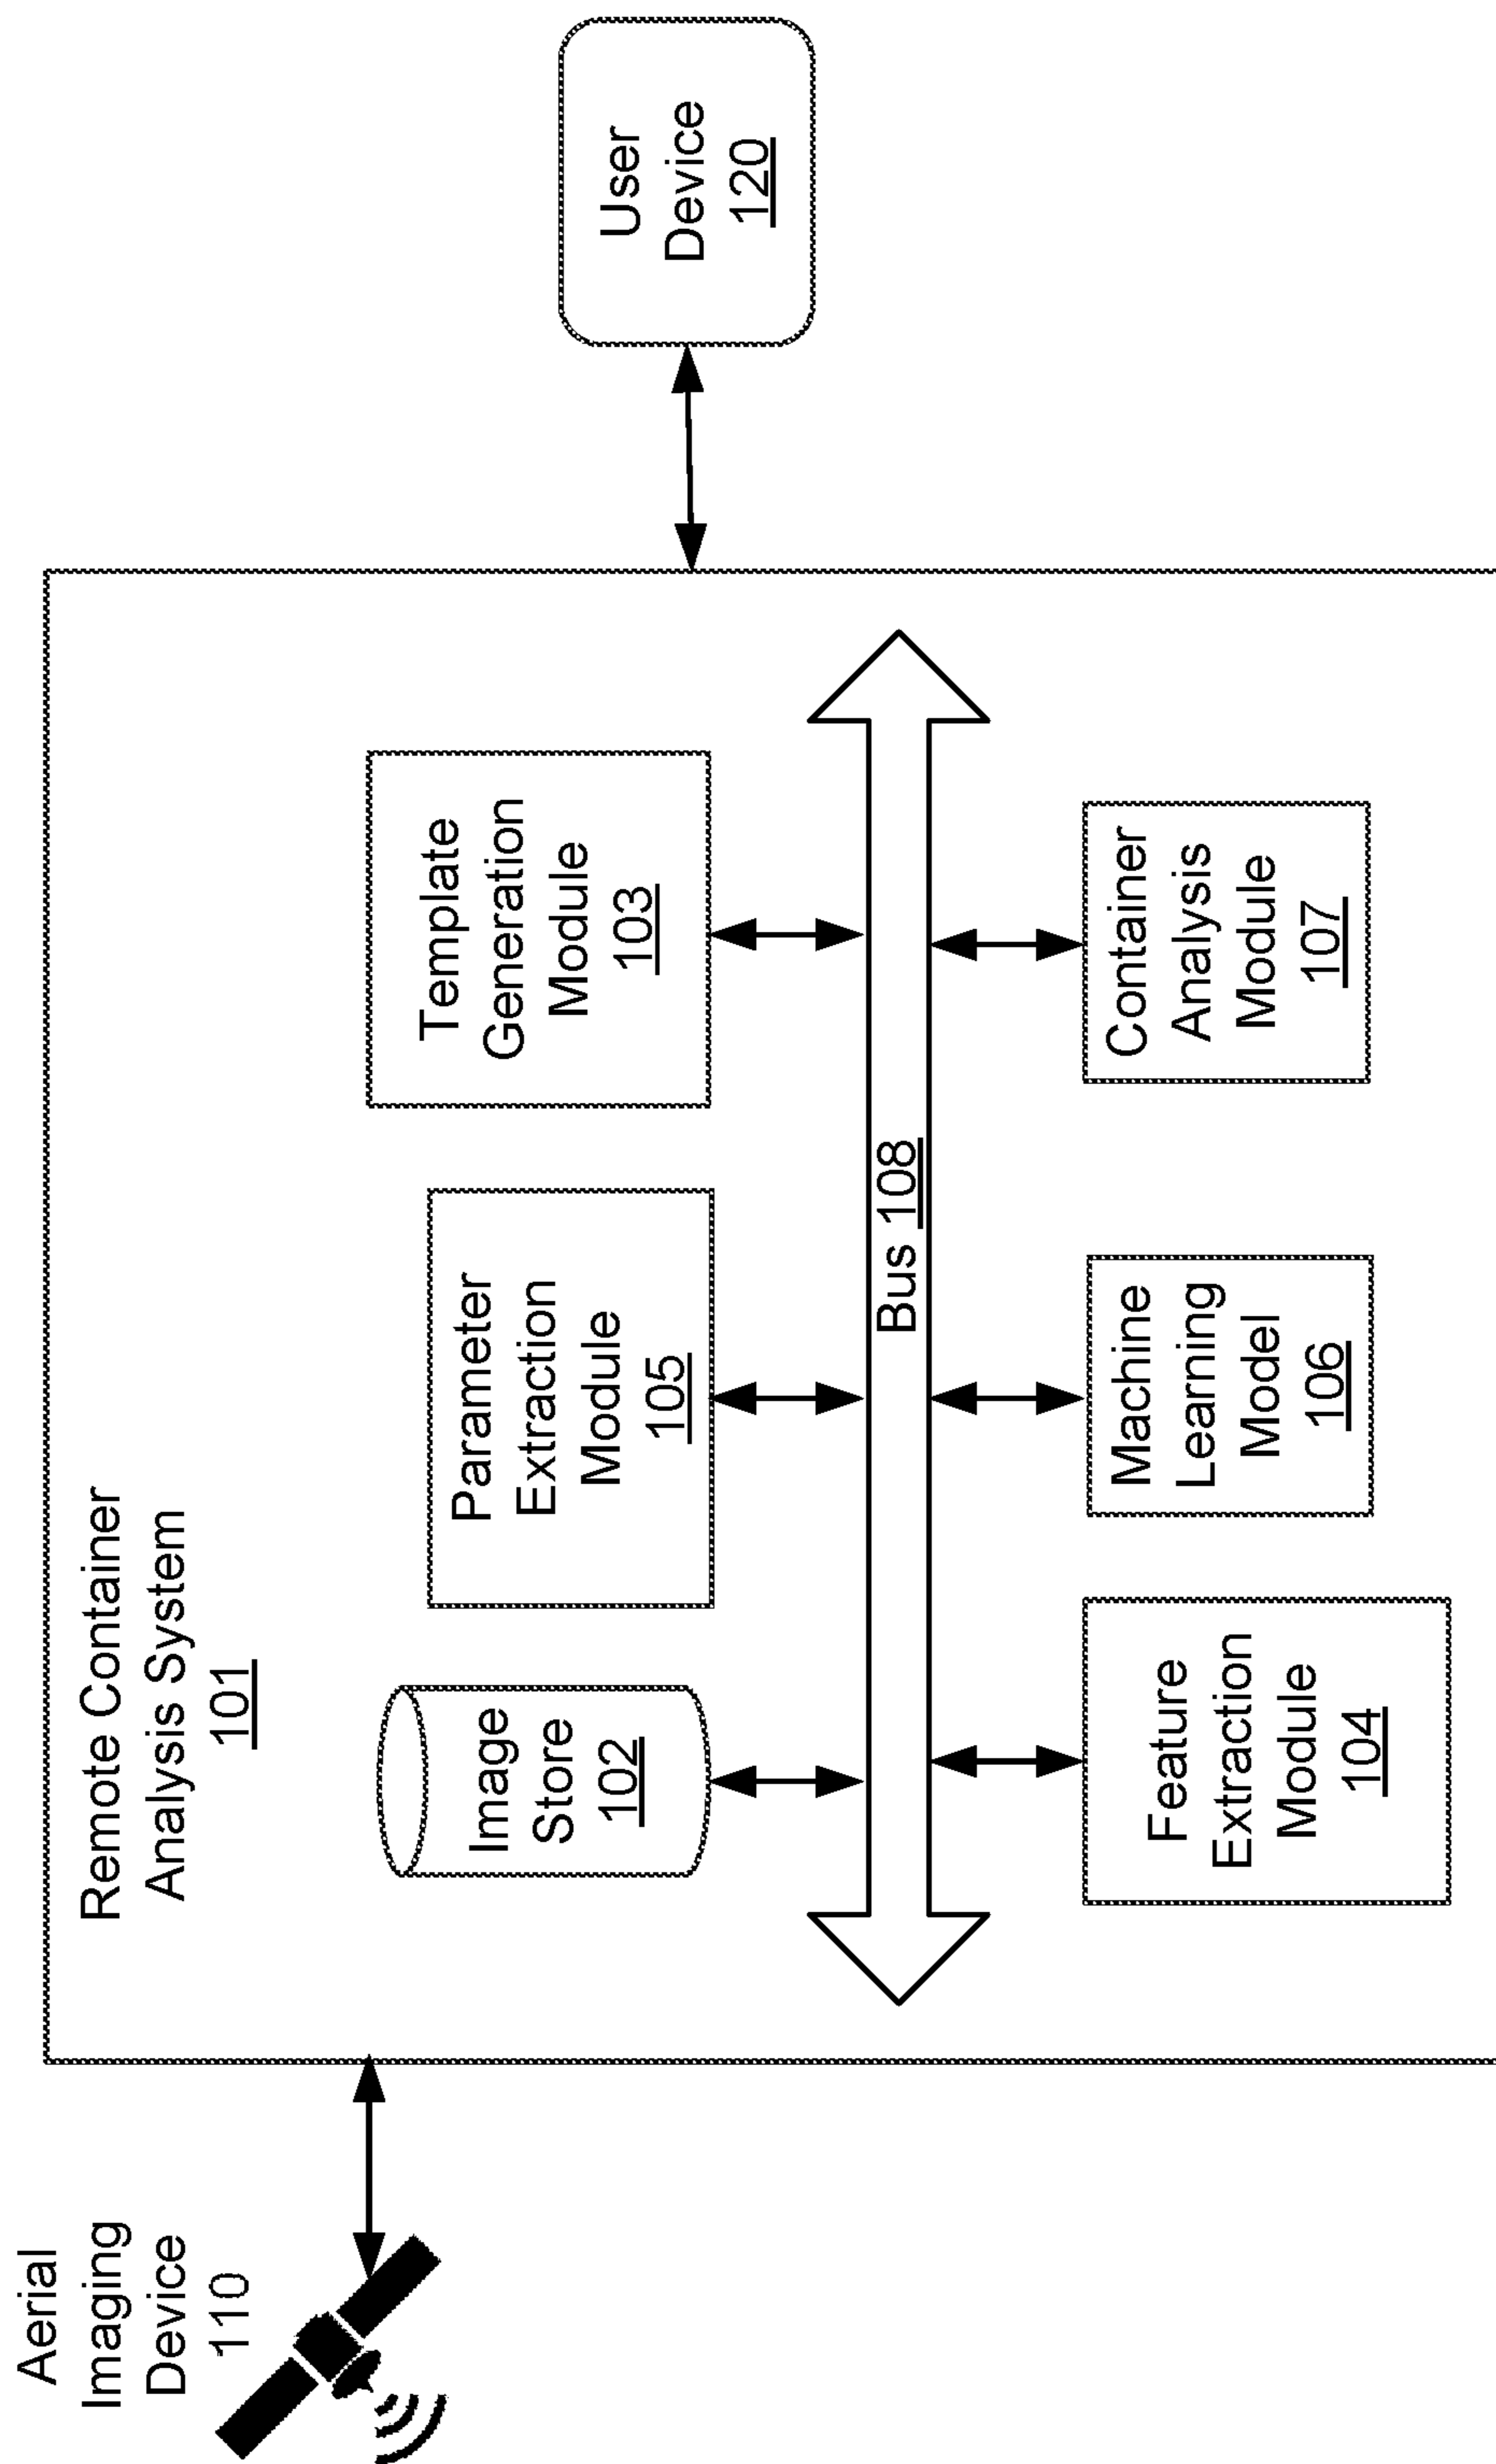 Aerial
Imaging
Device
110
Remote Container
Analysis System
101
Image
Store
102
Parameter
Extraction
Module
105
Template
Generation
Module
103
Bus 108
Feature
Extraction
Module
104
Machine
Learning
Model
106
Container
Analysis
Module
107
User
Device
120